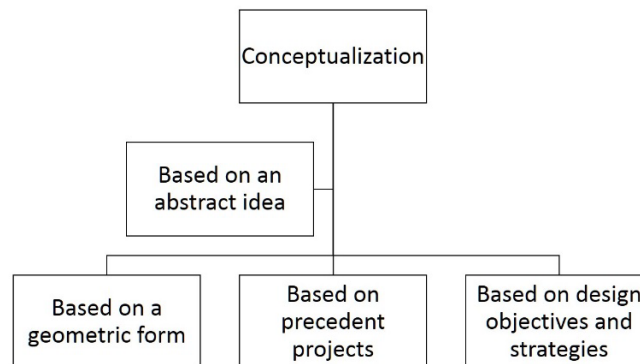 Conceptualization
Based on an
abstract idea
Based on a
geometric form
Based on
precedent
projects
Based on design
objectives and
strategies